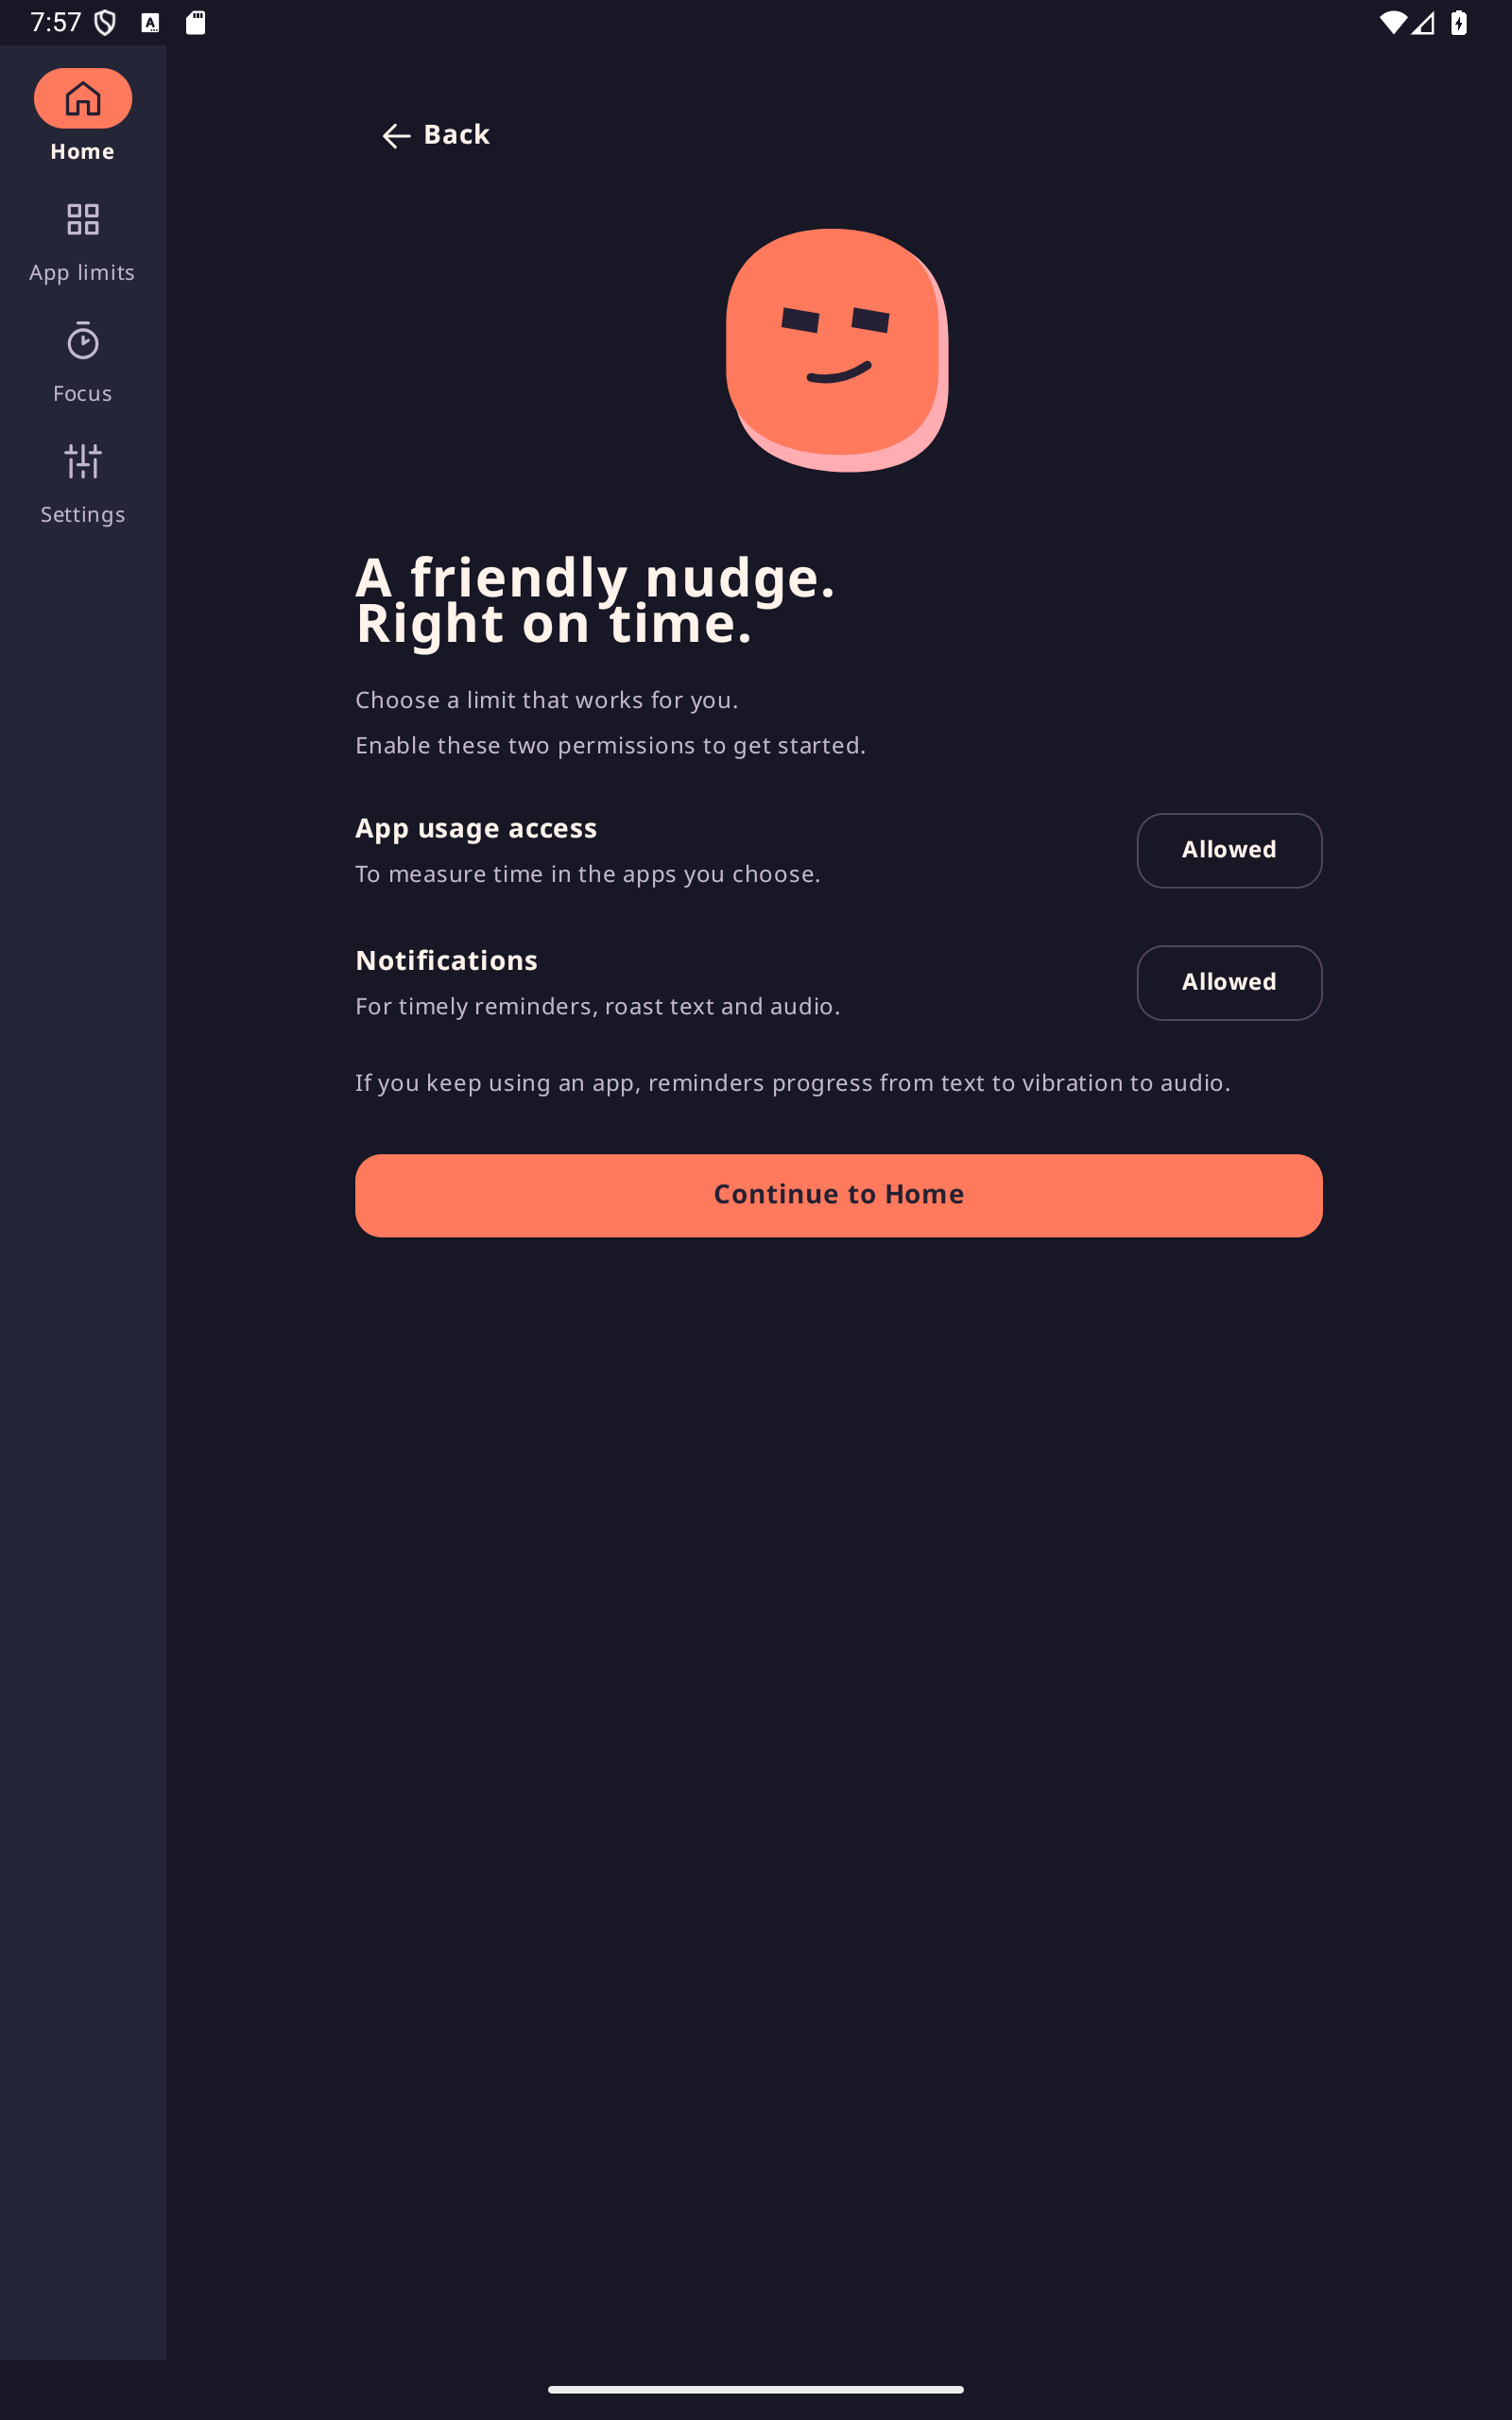 7:57
Home
App limits
Focus
Settings
Back
A friendly nudge.
Right on time.
Choose a limit that works for you.
Enable these two permissions to get started.
App usage access
To measure time in the apps you choose.
Allowed
Notifications
For timely reminders, roast text and audio.
Allowed
If you keep using an app, reminders progress from text to vibration to audio.
Continue to Home